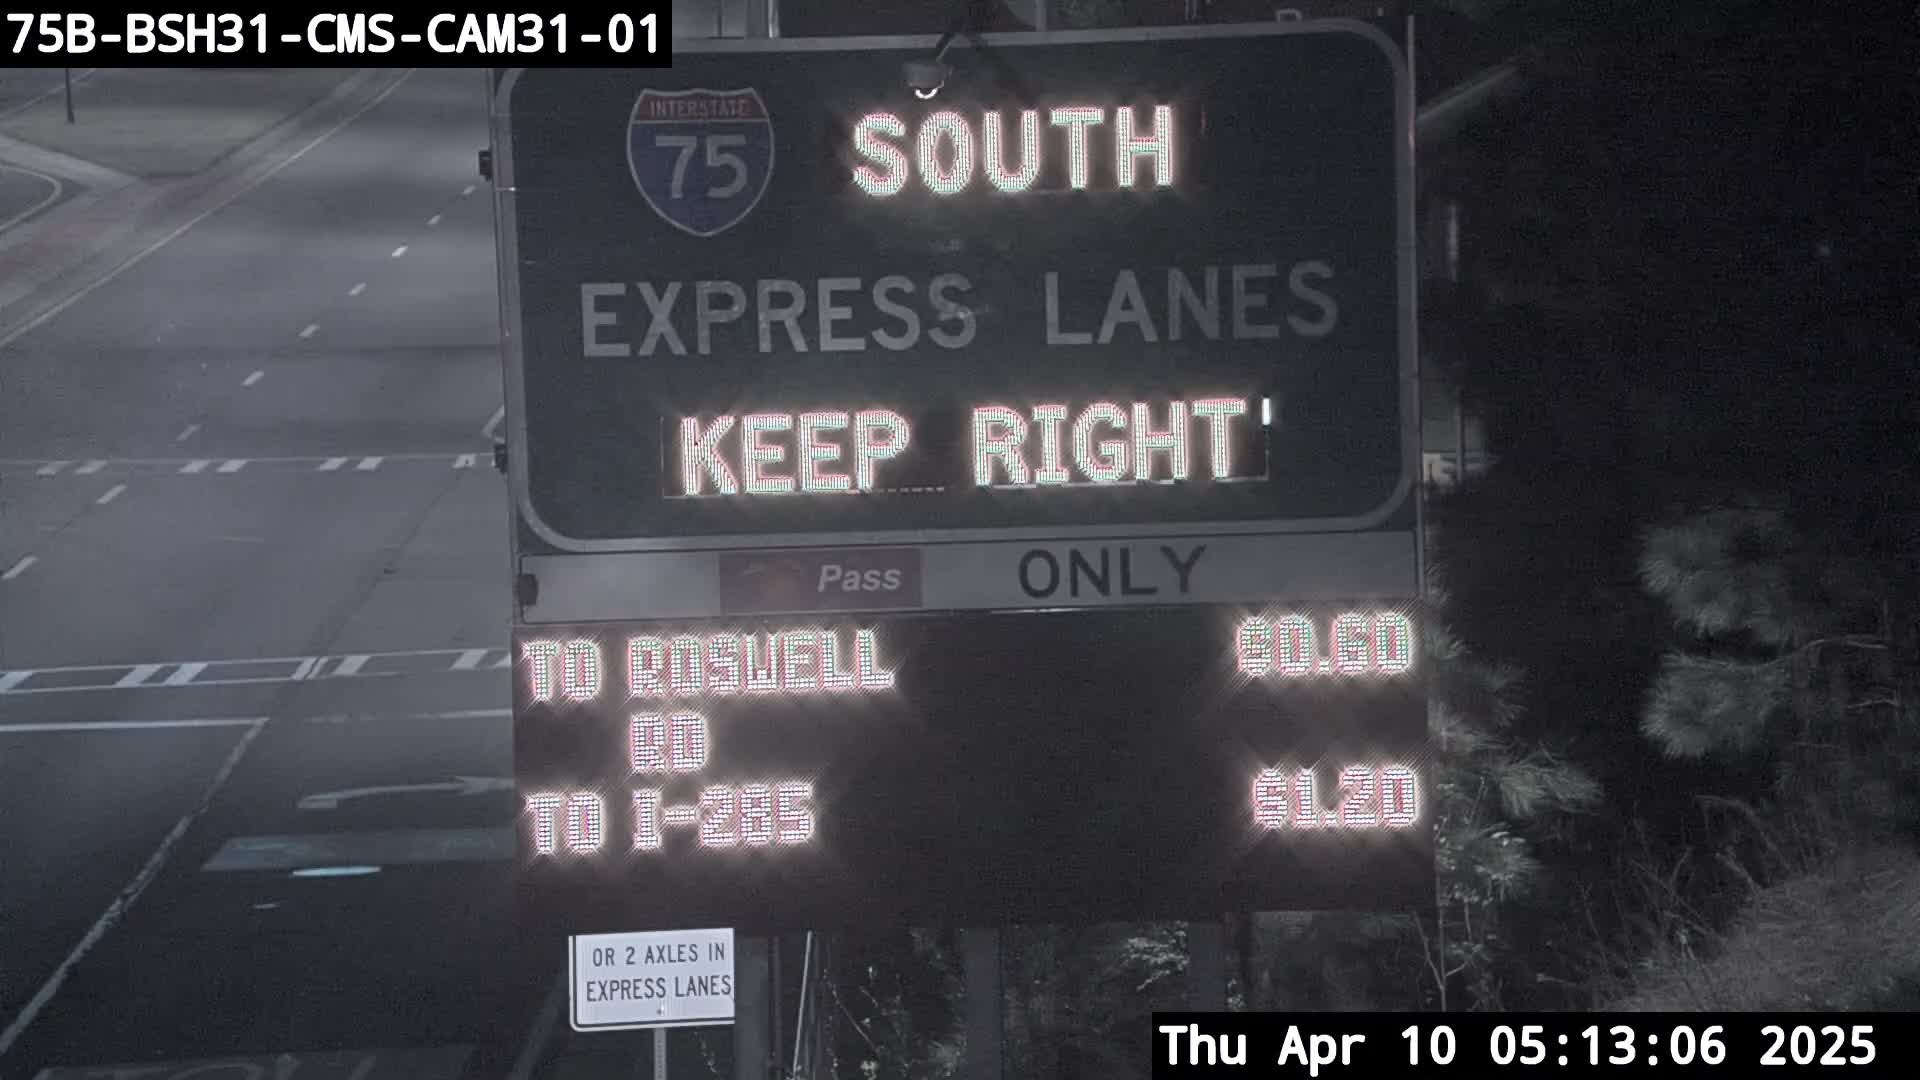 75B-BSH31-CMS-CAM31-01
INTERSTATE
75
SOUTH
EXPRESS LANES
KEEP RIGHT
Pass ONLY
TO ROSWELL $0.60
RD
TO I-285 $1.20
OR 2 AXLES IN
EXPRESS LANES
Thu Apr 10 05:13:06 2025